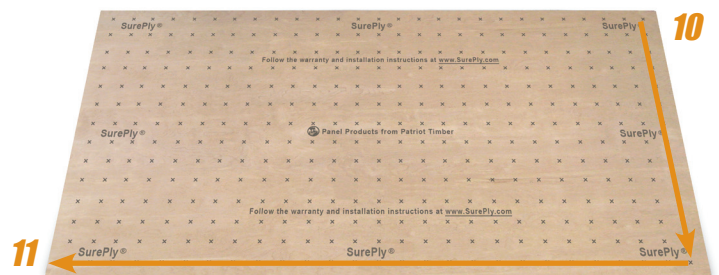 SurePly® SurePly® SurePly® 10
Follow the warranty and installation instructions at www.SurePly.com
SurePly® Panel Products from Patriot Timber SurePly®
Follow the warranty and installation instructions at www.SurePly.com
11 SurePly® SurePly® SurePly®